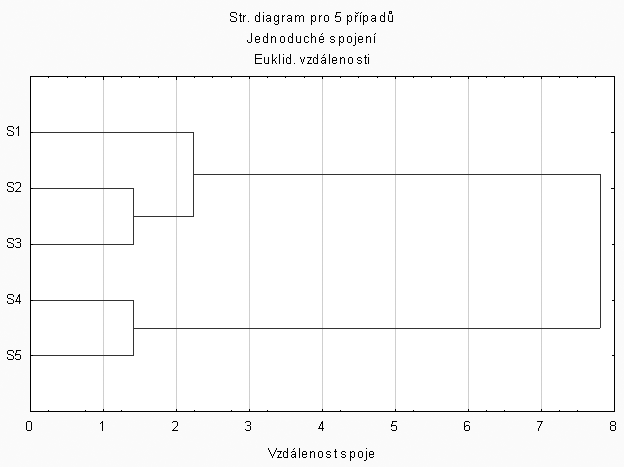 Str. diagram pro 5 případů
Jednoduché spojení
Euklid. vzdálenosti
S1
S2
S3
S4
S5
0 1 2 3 4 5 6 7 8
Vzdálenost spoje